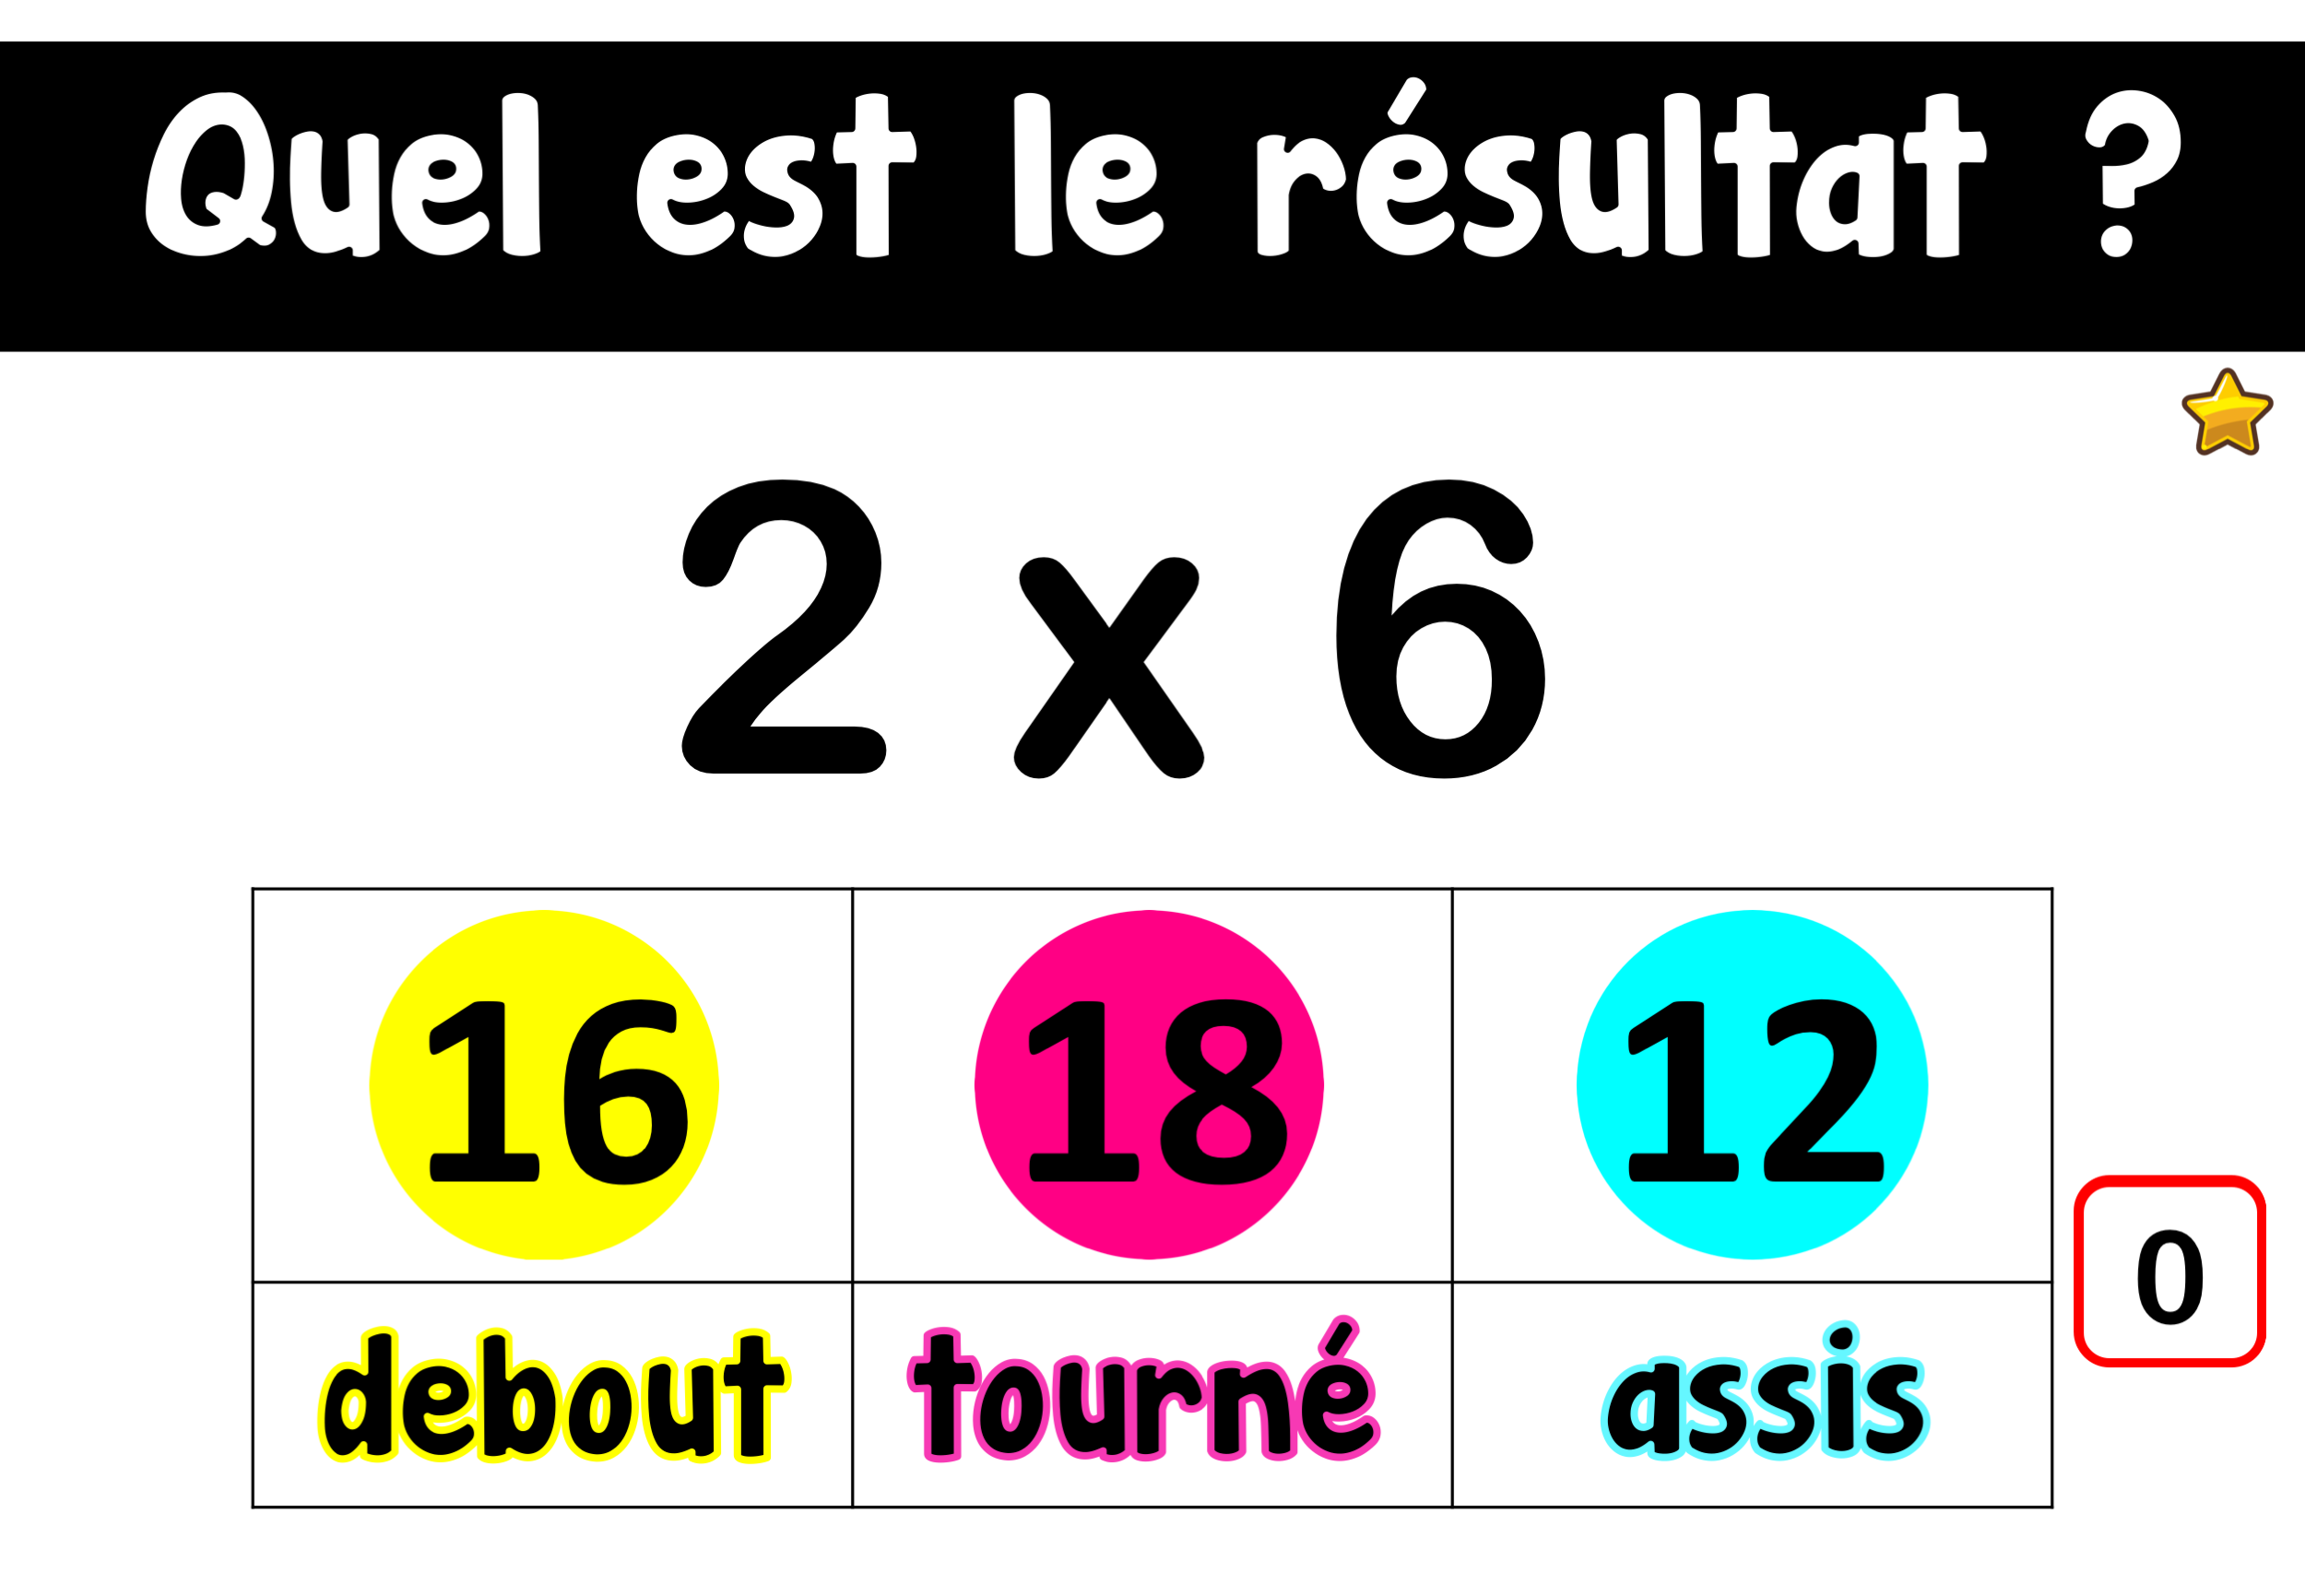 Quel est le résultat ?
2 x 6
16 18 12
0
debout tourné assis